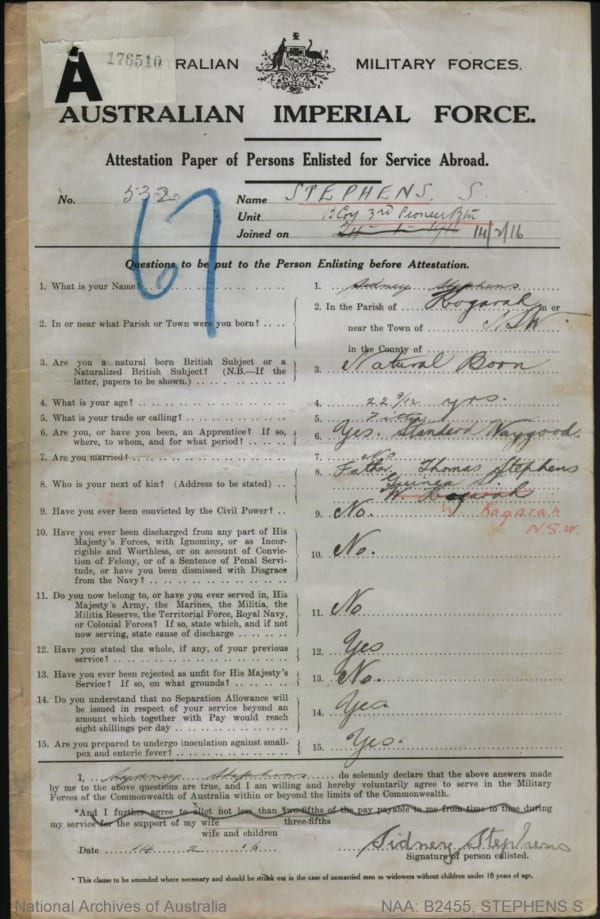 A 176510
RALIAN MILITARY FORCES.
AUSTRALIAN IMPERIAL FORCE.
Attestation Paper of Persons Enlisted for Service Abroad.
No. 532 Name STEPHENS. S.
67
Unit Coy 3rd Pioneer Btn
Joined on 14/2/16
Questions to be put to the Person Enlisting before Attestation.
1. What is your Name? 1. Sidney Stephens
2. In or near what Parish or Town were you born? 2. In the Parish of Kogarah in or
near the Town of NSW
in the County of
3. Are you a natural born British Subject or a
Naturalized British Subject? (N.B.—If the
latter, papers to be shown.) 3. Natural Born
4. What is your age? 4. 22 9/12 yrs.
5. What is your trade or calling? 5. Fitter
6. Are you, or have you been, an Apprentice? If so,
where, to whom, and for what period? 6. Yes. Standard Waygood.
7. Are you married? 7. No
8. Who is your next of kin? (Address to be stated) 8. Father Thomas Stephens
Guinea St
W. Kogarah
W Kogarah
N.S.W.
9. Have you ever been convicted by the Civil Power? 9. No.
10. Have you ever been discharged from any part of His
Majesty's Forces, with Ignominy, or as Incor-
rigible and Worthless, or on account of Convic-
tion of Felony, or of a Sentence of Penal Servi-
tude, or have you been Dismissed with Disgrace
from the Navy? 10. No.
11. Do you now belong to, or have you ever served in, His
Majesty's Army, the Marines, the Militia, the
Militia Reserve, the Territorial Force, Royal Navy,
or Colonial Forces? If so, state which, and if not
now serving, state cause of discharge 11. No
12. Have you stated the whole, if any, of your previous
service? 12. Yes
13. Have you ever been rejected as unfit for His Majesty's
Service? If so, on what grounds? 13. No.
14. Do you understand that no Separation Allowance will
be issued in respect of your service beyond an
amount which together with Pay would reach
eight shillings per day 14. Yes
15. Are you prepared to undergo inoculation against small-
pox and enteric fever? 15. Yes.
I, Sydney Stephens do solemnly declare that the above answers made
by me to the above questions are true, and I am willing and hereby voluntarily agree to serve in the Military
Forces of the Commonwealth of Australia within or beyond the limits of the Commonwealth.
*And I further agree to allot not less than two-fifths of the pay payable to me from time to time during
three-fifths
my service for the support of my wife
wife and children
Date 14 2 16 Sidney Stephens
Signature of person enlisted.
* This clause to be amended where necessary and should be struck out in the case of unmarried men or widowers without children under 18 years of age.
National Archives of Australia NAA: B2455, STEPHENS S